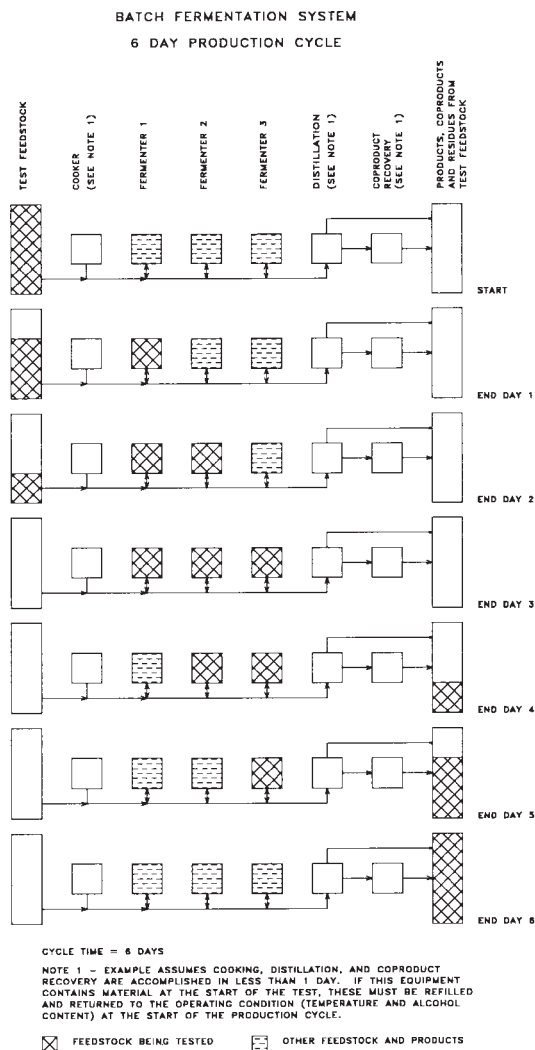 BATCH FERMENTATION SYSTEM
6 DAY PRODUCTION CYCLE
TEST FEEDSTOCK
COOKER
(SEE NOTE 1)
FERMENTER 1
FERMENTER 2
FERMENTER 3
DISTILLATION
(SEE NOTE 1)
COPRODUCT
RECOVERY
(SEE NOTE 1)
PRODUCTS, COPRODUCTS
AND RESIDUES FROM
TEST FEEDSTOCK
START
END DAY 1
END DAY 2
END DAY 3
END DAY 4
END DAY 5
END DAY 6
CYCLE TIME = 6 DAYS
NOTE 1 - EXAMPLE ASSUMES COOKING, DISTILLATION, AND COPRODUCT
RECOVERY ARE ACCOMPLISHED IN LESS THAN 1 DAY. IF THIS EQUIPMENT
CONTAINS MATERIAL AT THE START OF THE TEST, THESE MUST BE REFILLED
AND RETURNED TO THE OPERATING CONDITION (TEMPERATURE AND ALCOHOL
CONTENT) AT THE START OF THE PRODUCTION CYCLE.
FEEDSTOCK BEING TESTED
OTHER FEEDSTOCK AND PRODUCTS